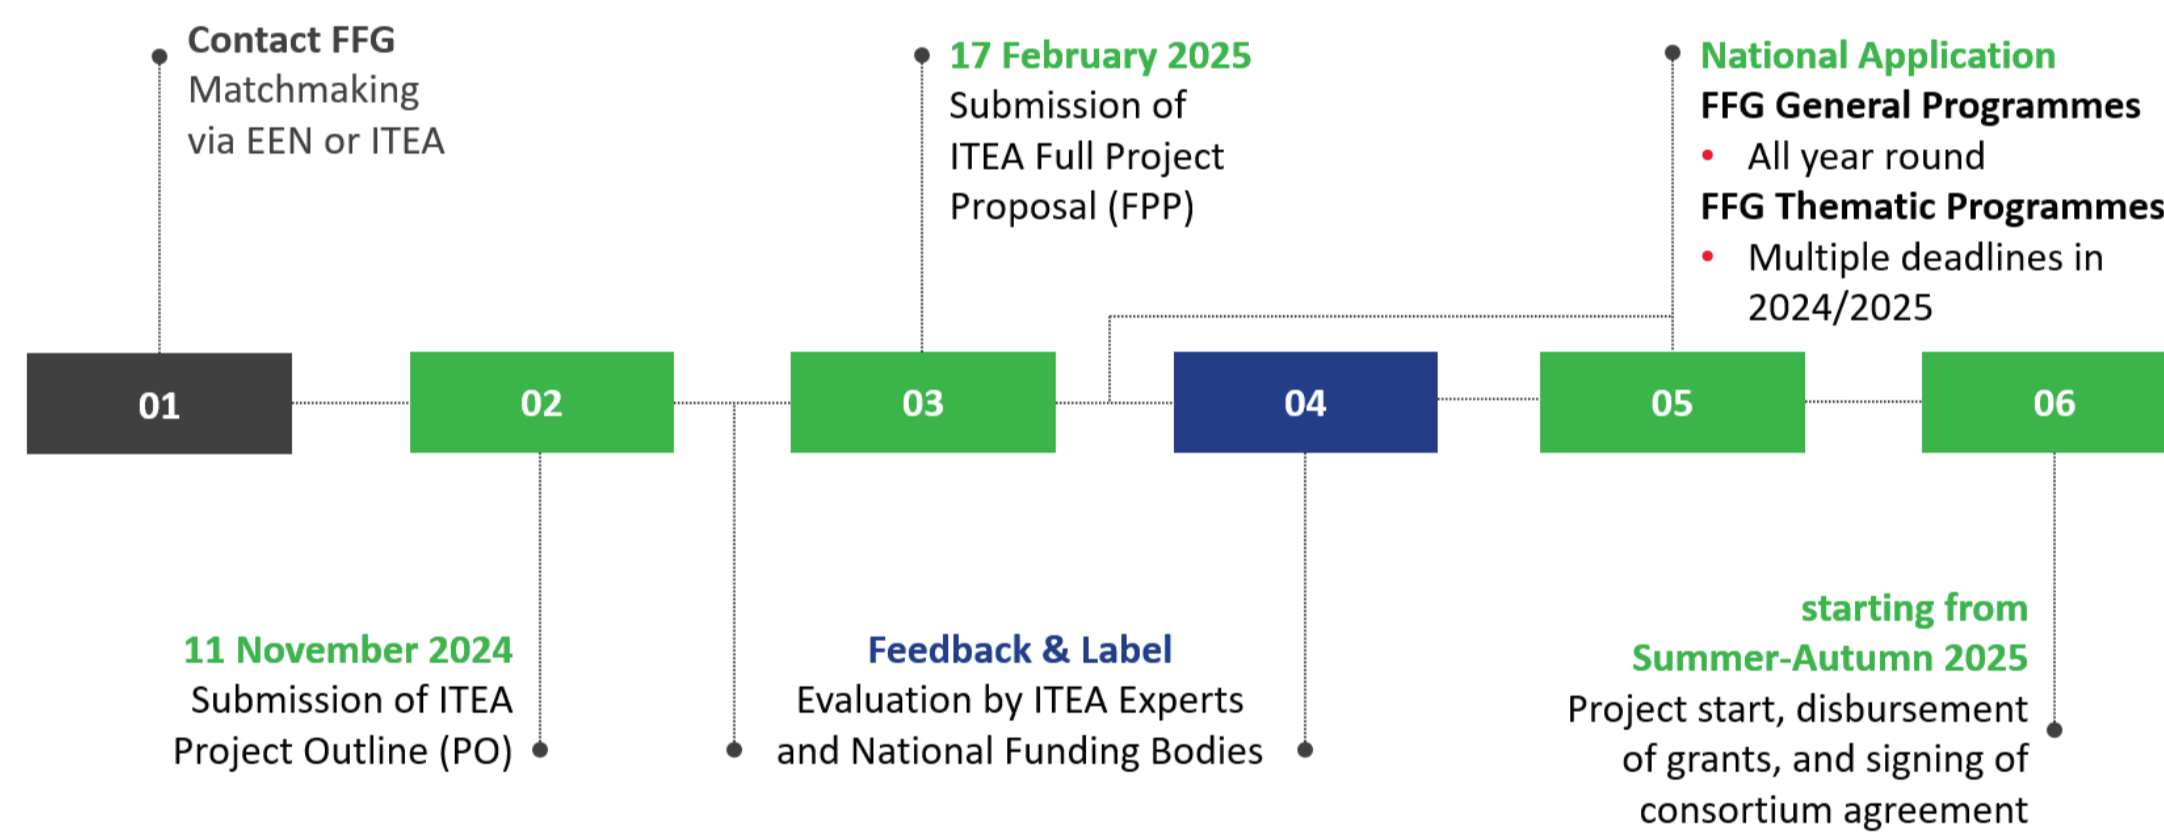 Contact FFG
Matchmaking
via EEN or ITEA
17 February 2025
Submission of
ITEA Full Project
Proposal (FPP)
National Application
FFG General Programmes
• All year round
FFG Thematic Programmes
• Multiple deadlines in
2024/2025
01
02
03
04
05
06
11 November 2024
Submission of ITEA
Project Outline (PO)
Feedback & Label
Evaluation by ITEA Experts
and National Funding Bodies
starting from
Summer-Autumn 2025
Project start, disbursement
of grants, and signing of
consortium agreement